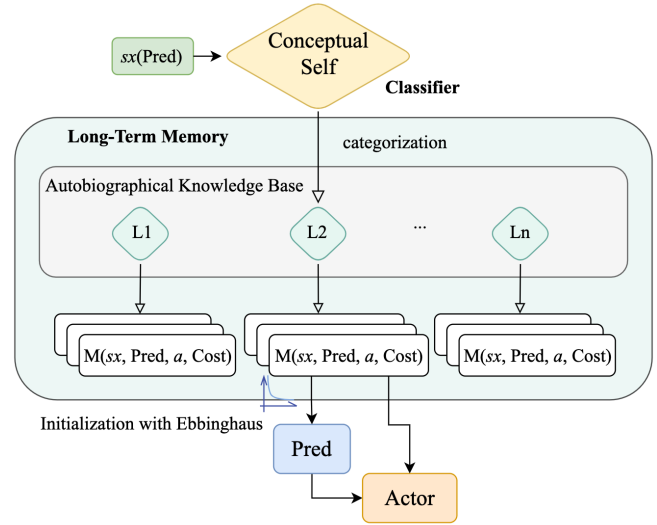 Conceptual
Self
sx(Pred)
Classifier
Long-Term Memory
categorization
Autobiographical Knowledge Base
L1
L2
...
Ln
M(sx, Pred, a, Cost)
M(sx, Pred, a, Cost)
M(sx, Pred, a, Cost)
Initialization with Ebbinghaus
Pred
Actor